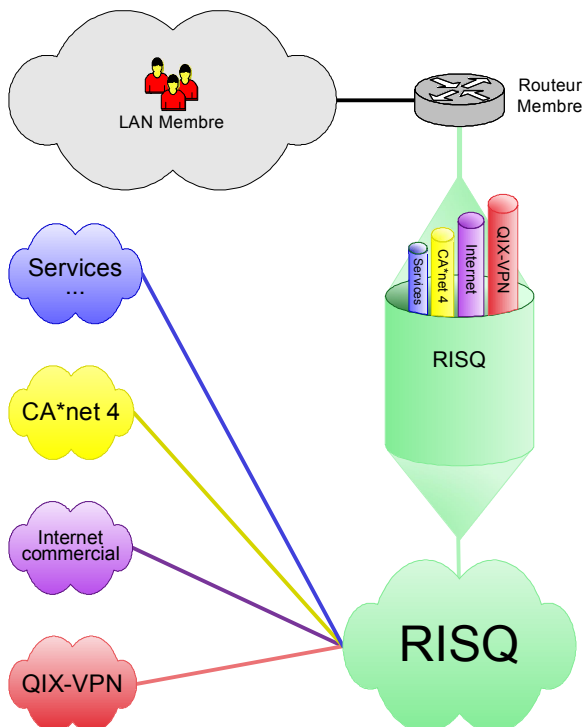 LAN Membre
Routeur
Membre
Services
...
Services
CA*net 4
Internet
QIX-VPN
RISQ
CA*net 4
Internet
commercial
RISQ
QIX-VPN